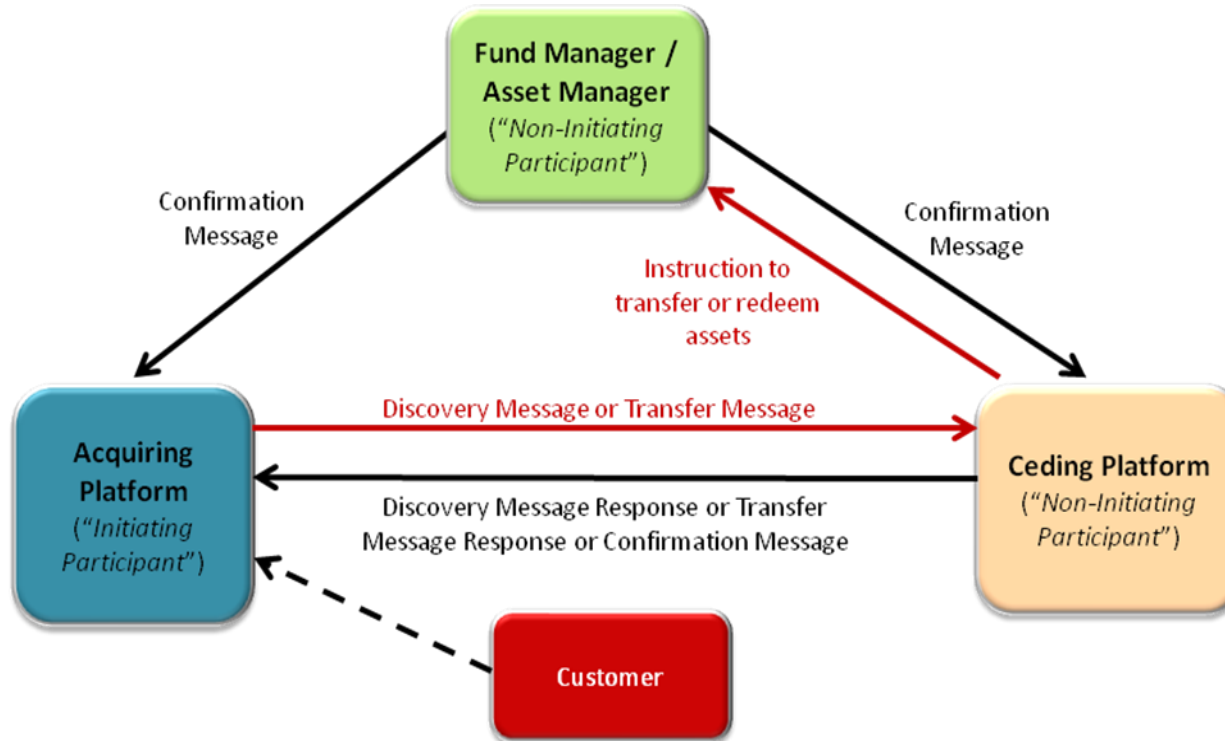 Fund Manager /
Asset Manager
(“Non-Initiating
Participant”)
Confirmation
Message
Confirmation
Message
Instruction to
transfer or redeem
assets
Discovery Message or Transfer Message
Acquiring
Platform
(“Initiating
Participant”)
Ceding Platform
(“Non-Initiating
Participant”)
Discovery Message Response or Transfer
Message Response or Confirmation Message
Customer